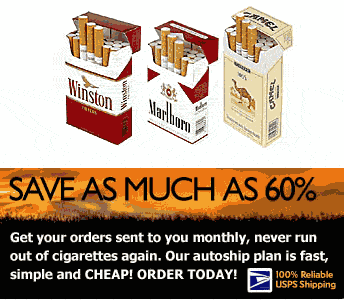 Winston
Marlboro
CAMEL
SAVE AS MUCH AS 60%
Get your orders sent to you monthly, never run
out of cigarettes again. Our autoship plan is fast,
simple and CHEAP! ORDER TODAY!
100% Reliable
USPS Shipping